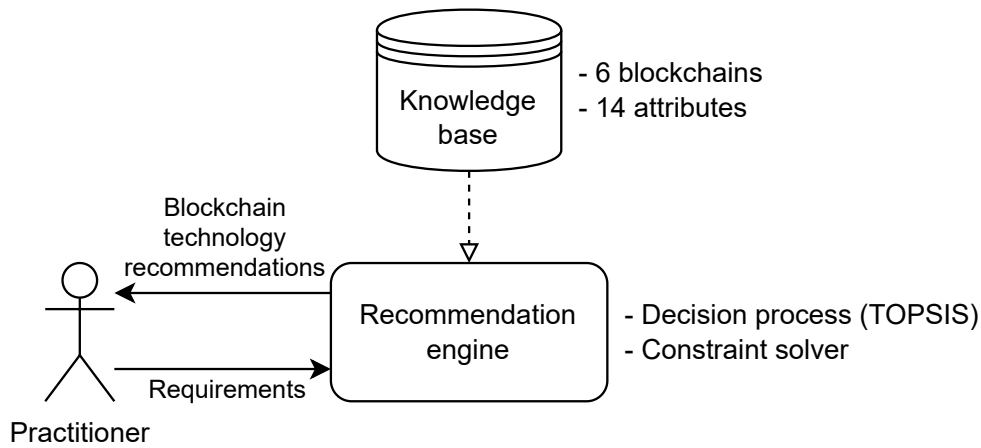 Knowledge
base
- 6 blockchains
- 14 attributes
Blockchain
technology
recommendations
Recommendation
engine
- Decision process (TOPSIS)
- Constraint solver
Requirements
Practitioner